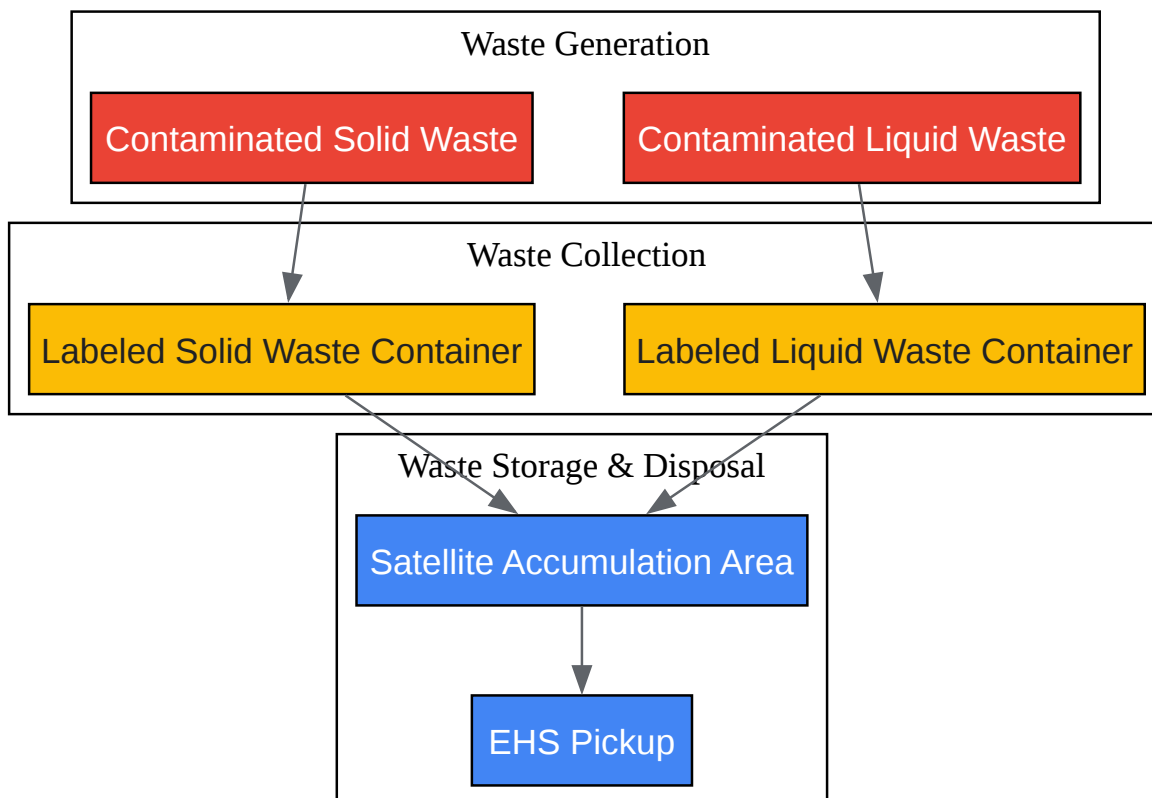 Waste Generation
Contaminated Solid Waste
Contaminated Liquid Waste
Waste Collection
Labeled Solid Waste Container
Labeled Liquid Waste Container
Waste Storage & Disposal
Satellite Accumulation Area
EHS Pickup